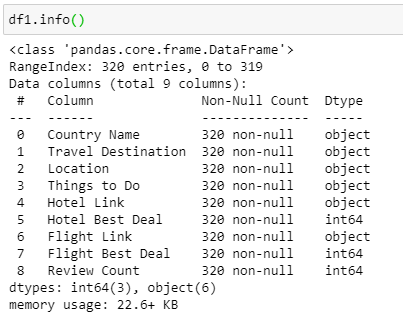 df1.info()
<class 'pandas.core.frame.DataFrame'>
RangeIndex: 320 entries, 0 to 319
Data columns (total 9 columns):
 #   Column              Non-Null Count  Dtype
---  ------              --------------  -----
 0   Country Name        320 non-null    object
 1   Travel Destination  320 non-null    object
 2   Location            320 non-null    object
 3   Things to Do        320 non-null    object
 4   Hotel Link          320 non-null    object
 5   Hotel Best Deal     320 non-null    int64
 6   Flight Link         320 non-null    object
 7   Flight Best Deal    320 non-null    int64
 8   Review Count        320 non-null    int64
dtypes: int64(3), object(6)
memory usage: 22.6+ KB